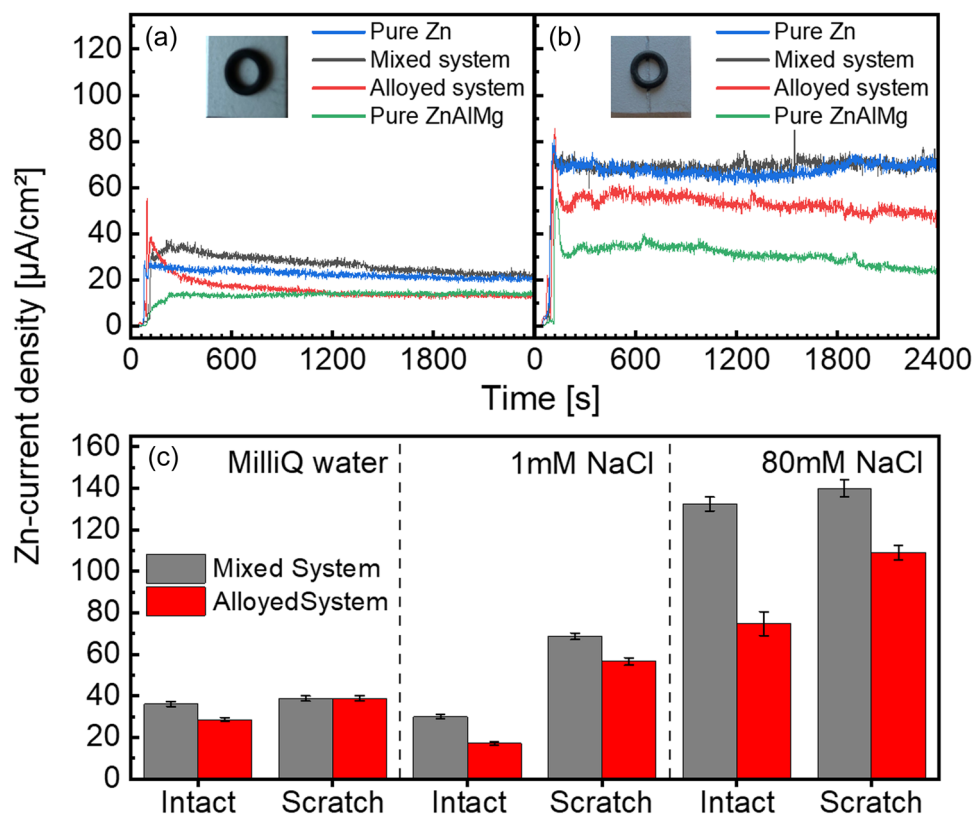 (a)
Pure Zn
Mixed system
Alloyed system
Pure ZnAlMg
(b)
Pure Zn
Mixed system
Alloyed system
Pure ZnAlMg
120
100
80
60
40
20
0
0 600 1200 1800
0 600 1200 1800 2400
Time [s]
Zn-current density [µA/cm²]
(c)
MilliQ water
1mM NaCl
80mM NaCl
Mixed System
AlloyedSystem
160
140
120
100
80
60
40
20
0
Intact Scratch Intact Scratch Intact Scratch